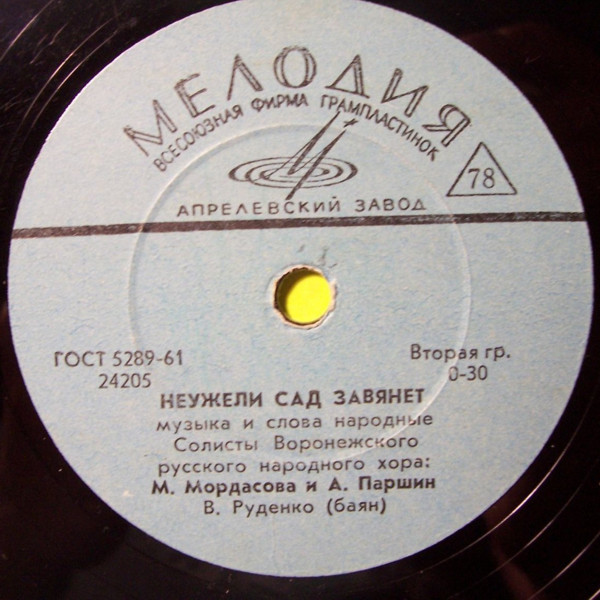 МЕЛОДИЯ
ВСЕСОЮЗНАЯ ФИРМА ГРАМПЛАСТИНОК
78
АПРЕЛЕВСКИЙ ЗАВОД
ГОСТ 5289-61
24205
Вторая гр.
0-30
НЕУЖЕЛИ САД ЗАВЯНЕТ
музыка и слова народные
Солисты Воронежского
русского народного хора:
М. Мордасова и А. Паршин
В. Руденко (баян)